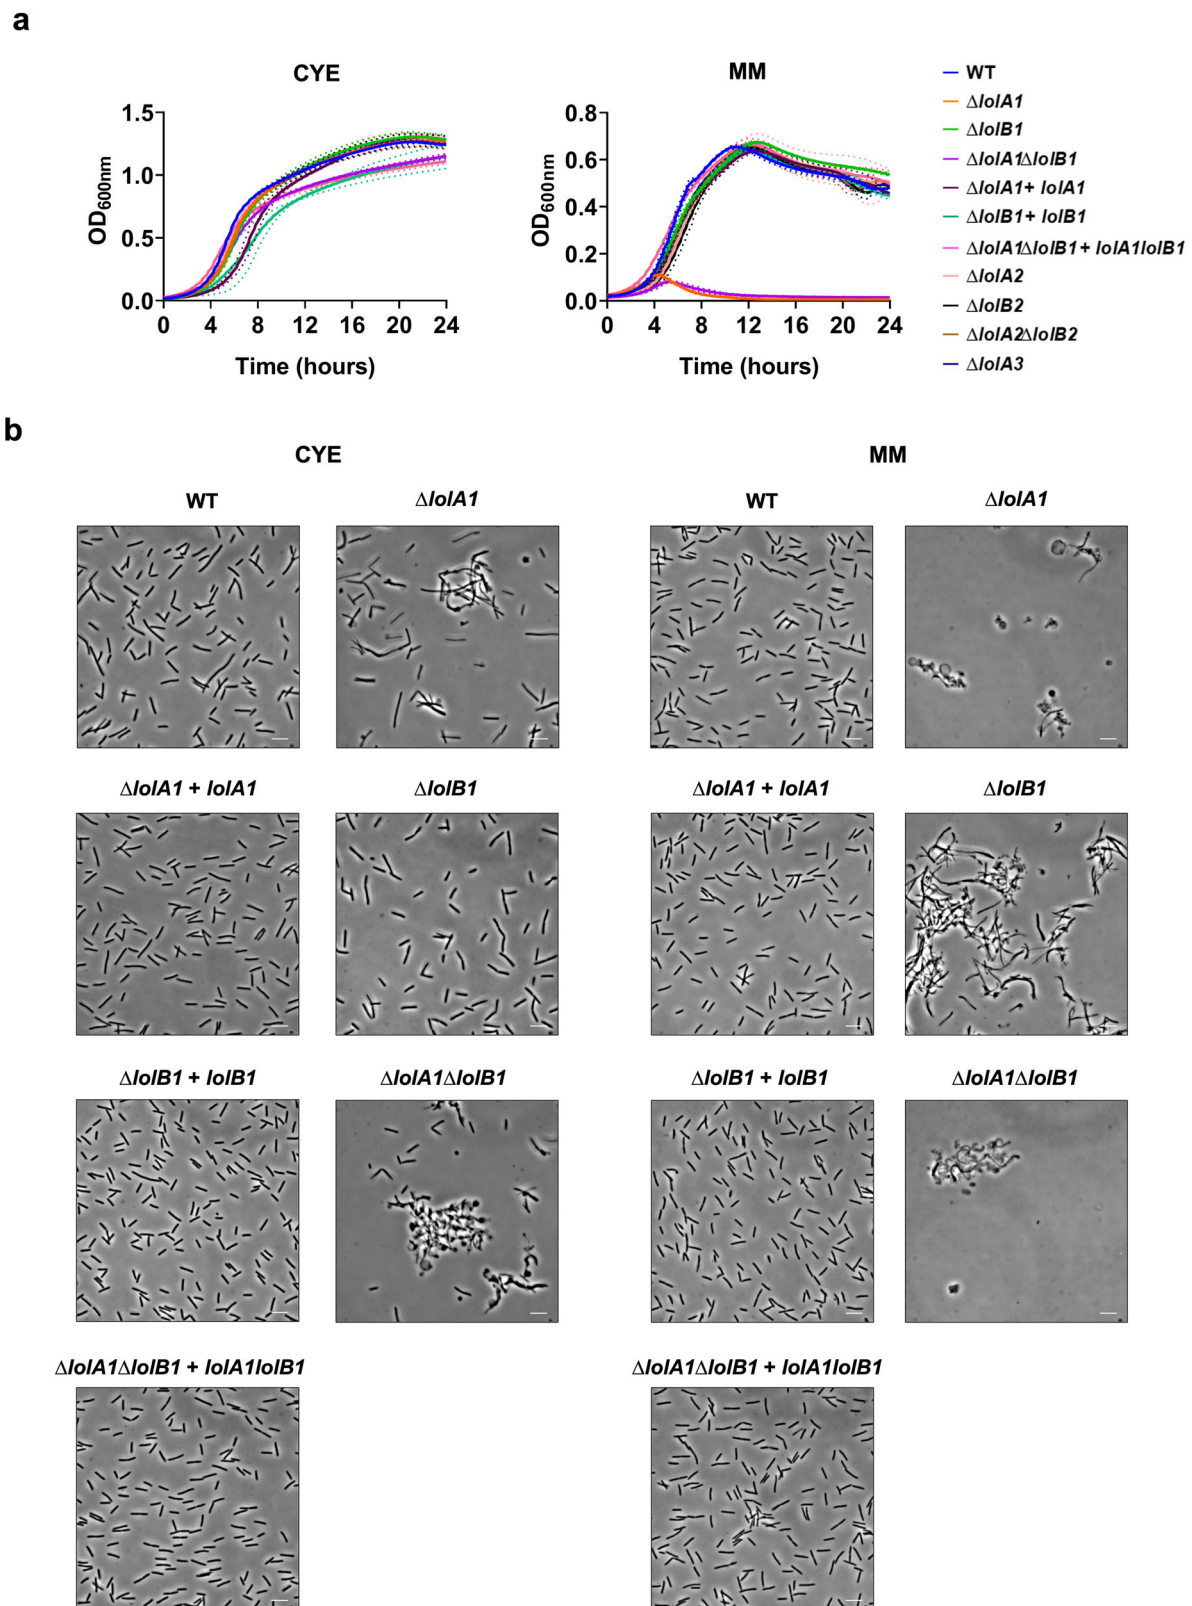 a
CYE
MM
OD600nm
1.5
1.0
0.5
0.0
0 4 8 12 16 20 24
Time (hours)
OD600nm
0.8
0.6
0.4
0.2
0.0
0 4 8 12 16 20 24
Time (hours)
WT
ΔlolA1
ΔlolB1
ΔlolA1ΔlolB1
ΔlolA1+ lolA1
ΔlolB1+ lolB1
ΔlolA1ΔlolB1+ lolA1lolB1
ΔlolA2
ΔlolB2
ΔlolA2ΔlolB2
ΔlolA3
b
CYE MM
WT ΔlolA1 WT ΔlolA1
ΔlolA1 + lolA1 ΔlolB1 ΔlolA1 + lolA1 ΔlolB1
ΔlolB1 + lolB1 ΔlolA1ΔlolB1 ΔlolB1 + lolB1 ΔlolA1ΔlolB1
ΔlolA1ΔlolB1 + lolA1lolB1 ΔlolA1ΔlolB1 + lolA1lolB1